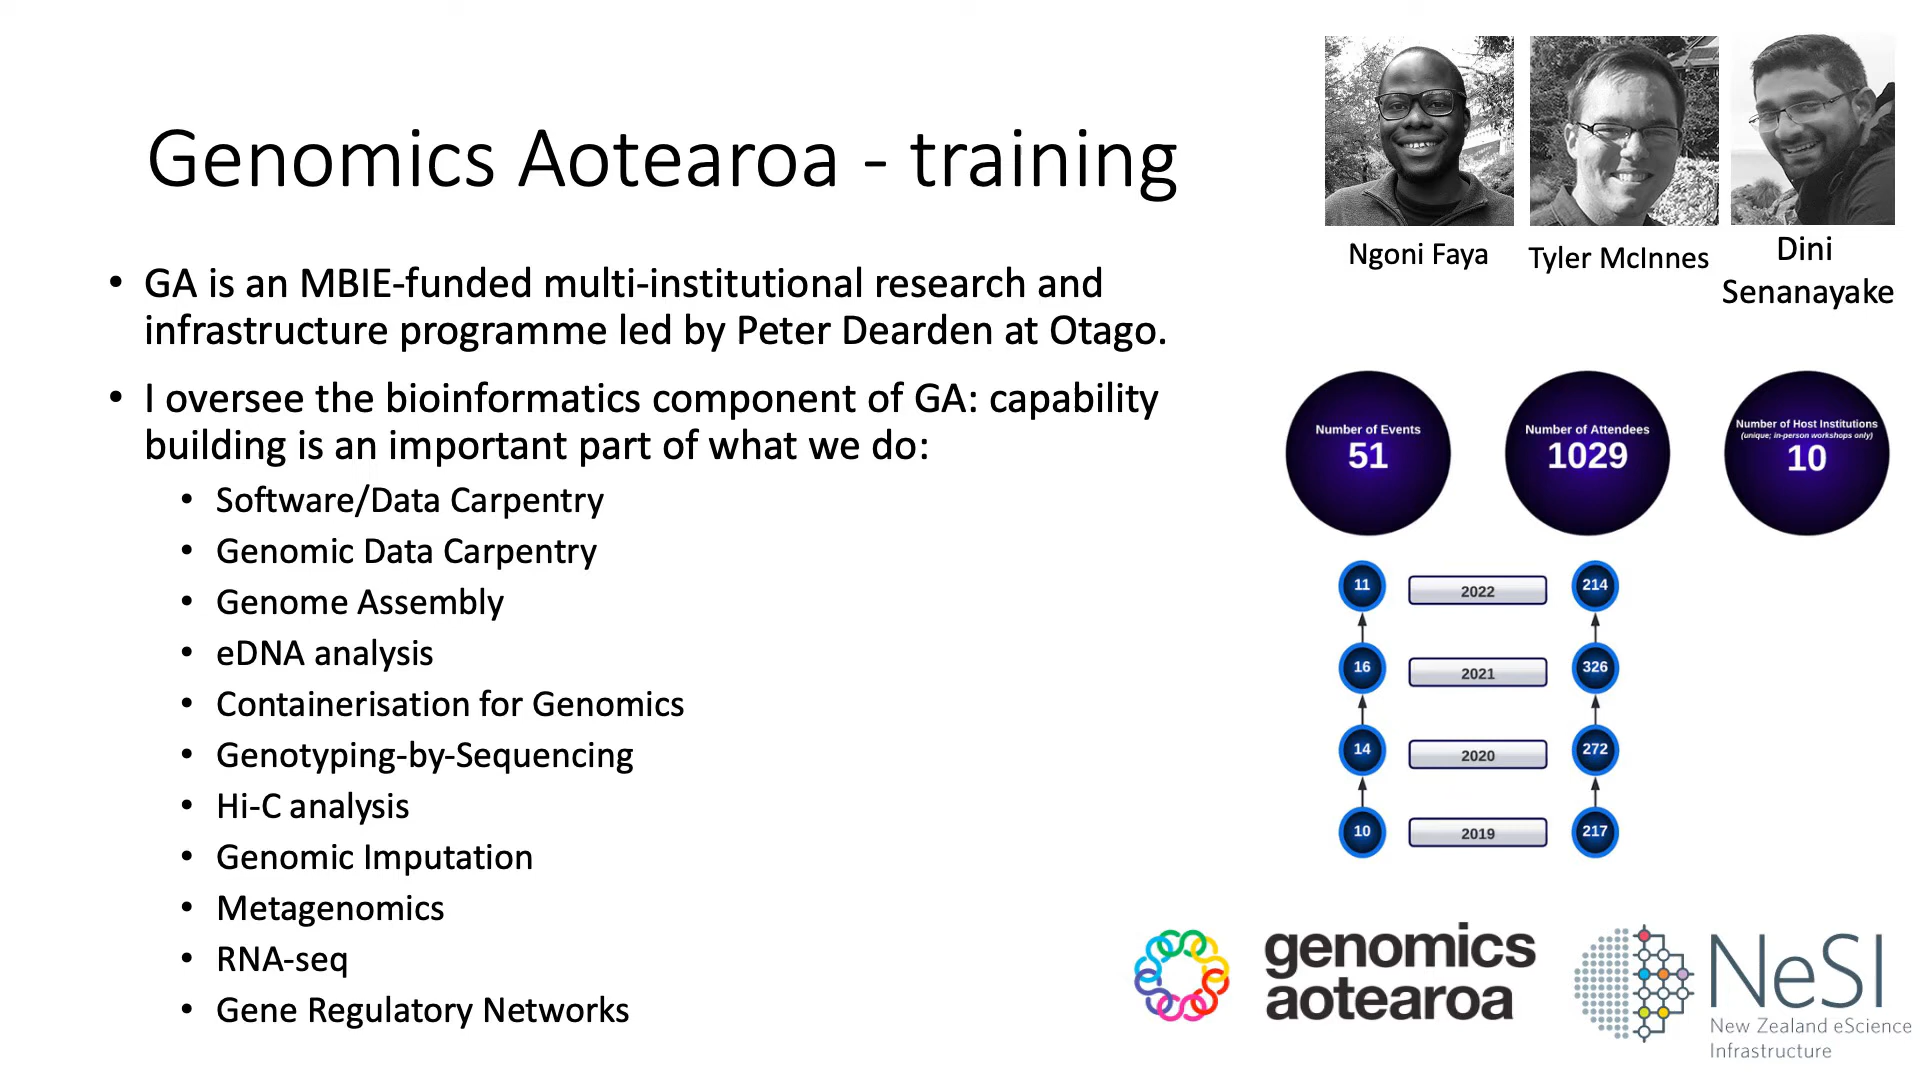 Genomics Aotearoa - training
• GA is an MBIE-funded multi-institutional research and
infrastructure programme led by Peter Dearden at Otago.
• I oversee the bioinformatics component of GA: capability
building is an important part of what we do:
• Software/Data Carpentry
• Genomic Data Carpentry
• Genome Assembly
• eDNA analysis
• Containerisation for Genomics
• Genotyping-by-Sequencing
• Hi-C analysis
• Genomic Imputation
• Metagenomics
• RNA-seq
• Gene Regulatory Networks
Ngoni Faya
Tyler McInnes
Dini
Senanayake
Number of Events
51
Number of Attendees
1029
Number of Host Institutions
(unique; in-person workshops only)
10
11 2022 214
16 2021 326
14 2020 272
10 2019 217
genomics
aotearoa
NeSI
New Zealand eScience
Infrastructure